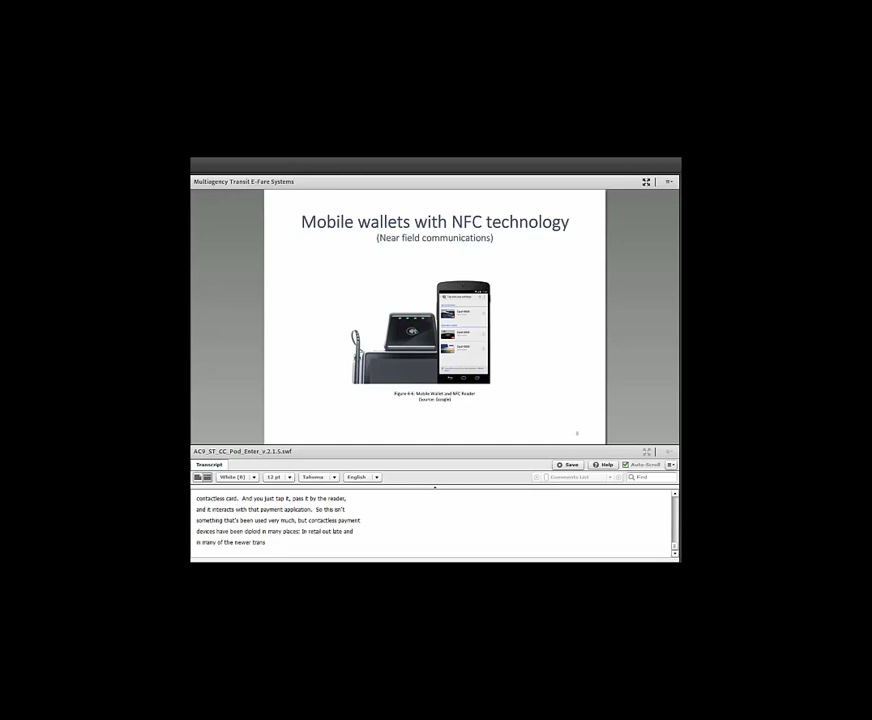 Multiagency Transit E-Fare Systems
Mobile wallets with NFC technology
(Near field communications)
Figure 4-4: Mobile Wallet and NFC Reader
(Source: Google)
8
AC9_ST_CC_Pod_Enter_v.2.1.5.swf
Transcript
Save
Help
Auto-Scroll
White (B)
12 pt
Tahoma
English
Comments List
Find
contactless card. And you just tap it, pass it by the reader,
and it interacts with that payment application. So this isn't
something that's been used very much, but contactless payment
devices have been diploid in many places: In retail out late and
in many of the newer trans